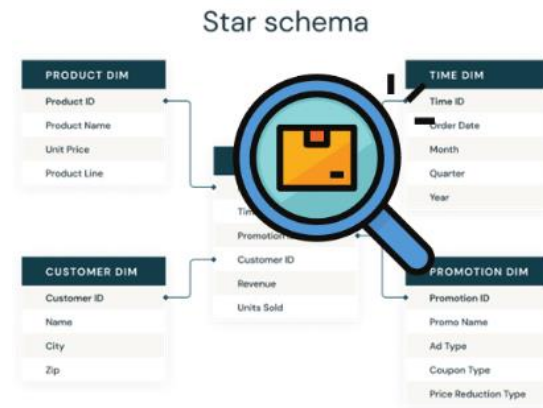 Star schema
PRODUCT DIM
Product ID
Product Name
Unit Price
Product Line
TIME DIM
Time ID
Order Date
Month
Quarter
Year
Customer ID
Revenue
Units Sold
CUSTOMER DIM
Customer ID
Name
City
Zip
PROMOTION DIM
Promotion ID
Promo Name
Ad Type
Coupon Type
Price Reduction Type